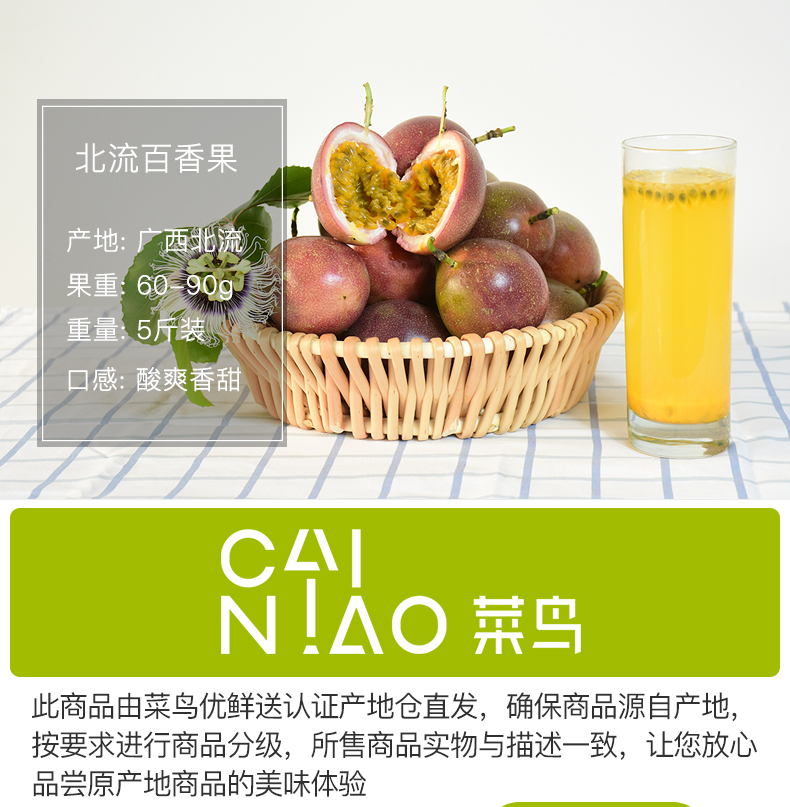 北流百香果
产地: 广西北流
果重: 60-90g
重量: 5斤装
口感: 酸爽香甜
CAI
NIAO 菜鸟
此商品由菜鸟优鲜送认证产地仓直发，确保商品源自产地，
按要求进行商品分级，所售商品实物与描述一致，让您放心
品尝原产地商品的美味体验